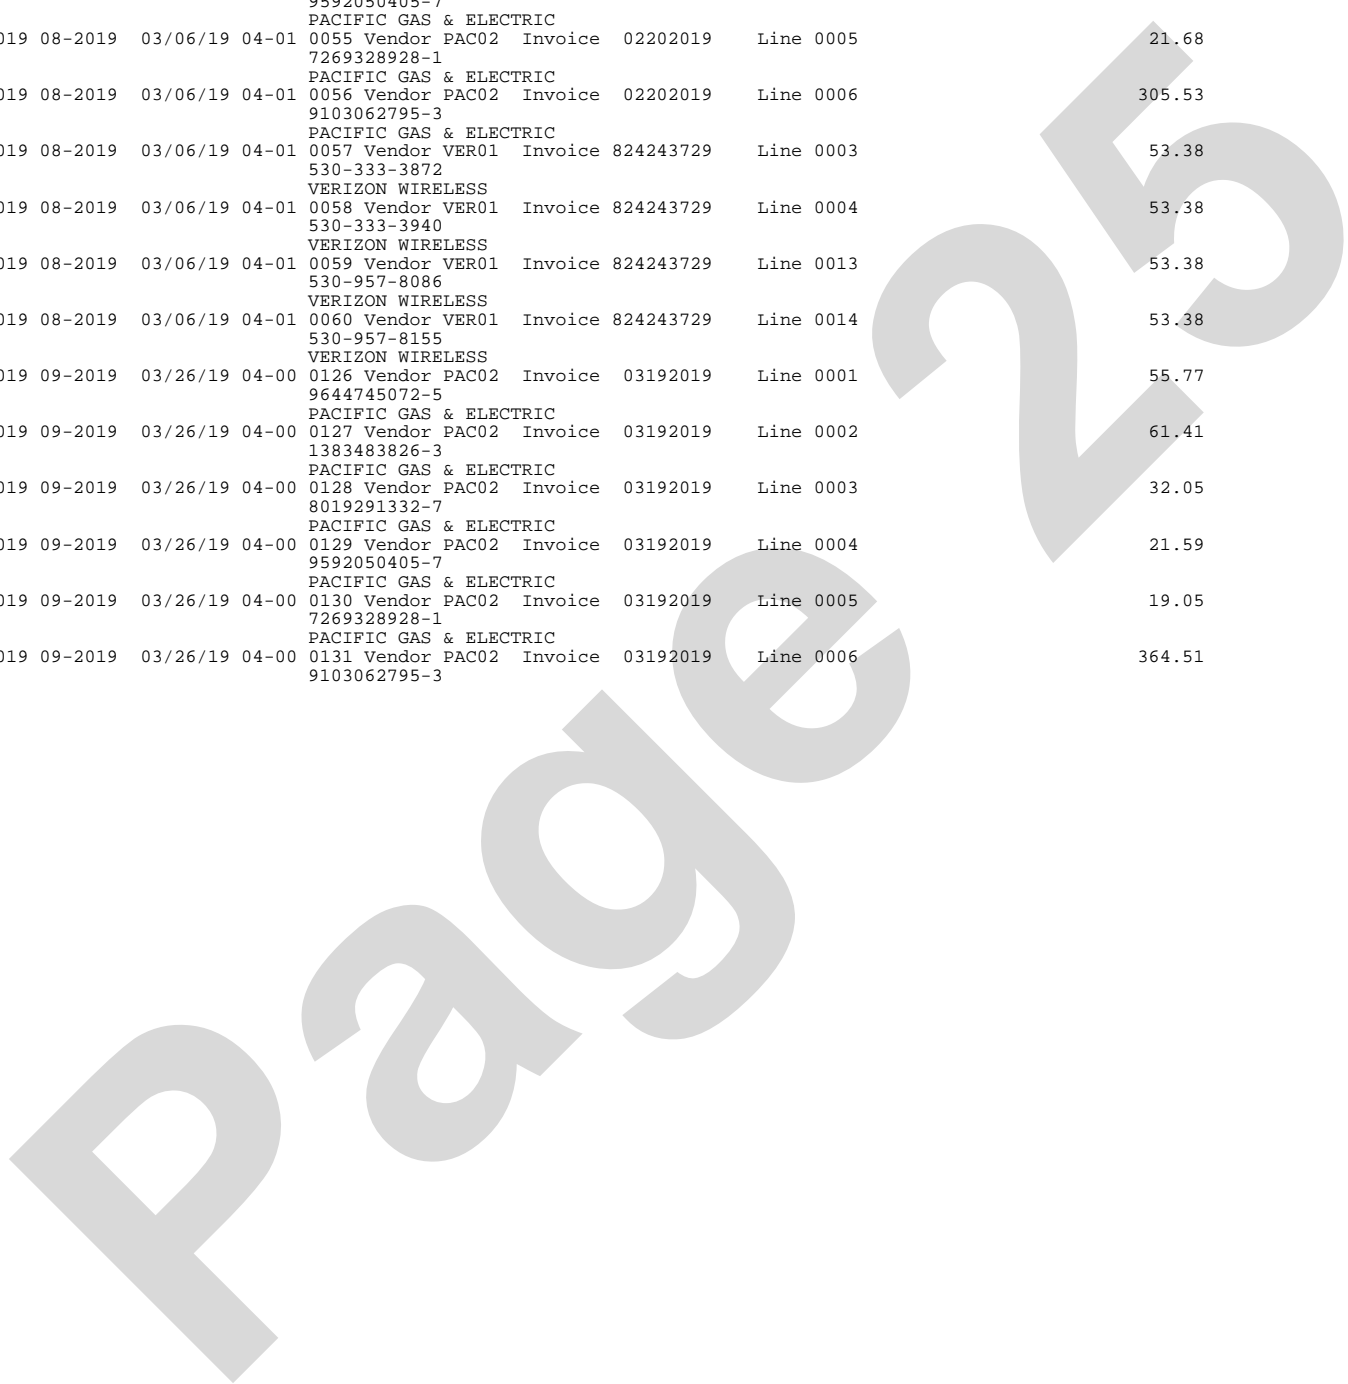 9592050405-7
PACIFIC GAS & ELECTRIC
019 08-2019 03/06/19 04-01 0055 Vendor PAC02 Invoice 02202019 Line 0005 21.68
7269328928-1
PACIFIC GAS & ELECTRIC
019 08-2019 03/06/19 04-01 0056 Vendor PAC02 Invoice 02202019 Line 0006 305.53
9103062795-3
PACIFIC GAS & ELECTRIC
019 08-2019 03/06/19 04-01 0057 Vendor VER01 Invoice 824243729 Line 0003 53.38
530-333-3872
VERIZON WIRELESS
019 08-2019 03/06/19 04-01 0058 Vendor VER01 Invoice 824243729 Line 0004 53.38
530-333-3940
VERIZON WIRELESS
019 08-2019 03/06/19 04-01 0059 Vendor VER01 Invoice 824243729 Line 0013 53.38
530-957-8086
VERIZON WIRELESS
019 08-2019 03/06/19 04-01 0060 Vendor VER01 Invoice 824243729 Line 0014 53.38
530-957-8155
VERIZON WIRELESS
019 09-2019 03/26/19 04-00 0126 Vendor PAC02 Invoice 03192019 Line 0001 55.77
9644745072-5
PACIFIC GAS & ELECTRIC
019 09-2019 03/26/19 04-00 0127 Vendor PAC02 Invoice 03192019 Line 0002 61.41
1383483826-3
PACIFIC GAS & ELECTRIC
019 09-2019 03/26/19 04-00 0128 Vendor PAC02 Invoice 03192019 Line 0003 32.05
8019291332-7
PACIFIC GAS & ELECTRIC
019 09-2019 03/26/19 04-00 0129 Vendor PAC02 Invoice 03192019 Line 0004 21.59
9592050405-7
PACIFIC GAS & ELECTRIC
019 09-2019 03/26/19 04-00 0130 Vendor PAC02 Invoice 03192019 Line 0005 19.05
7269328928-1
PACIFIC GAS & ELECTRIC
019 09-2019 03/26/19 04-00 0131 Vendor PAC02 Invoice 03192019 Line 0006 364.51
9103062795-3
Page 25